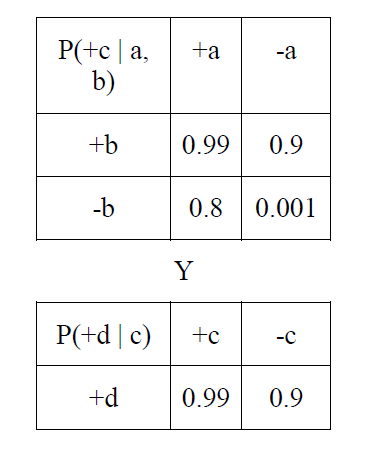 P(+c | a, b) +a -a
+b 0.99 0.9
-b 0.8 0.001
Y
P(+d | c) +c -c
+d 0.99 0.9